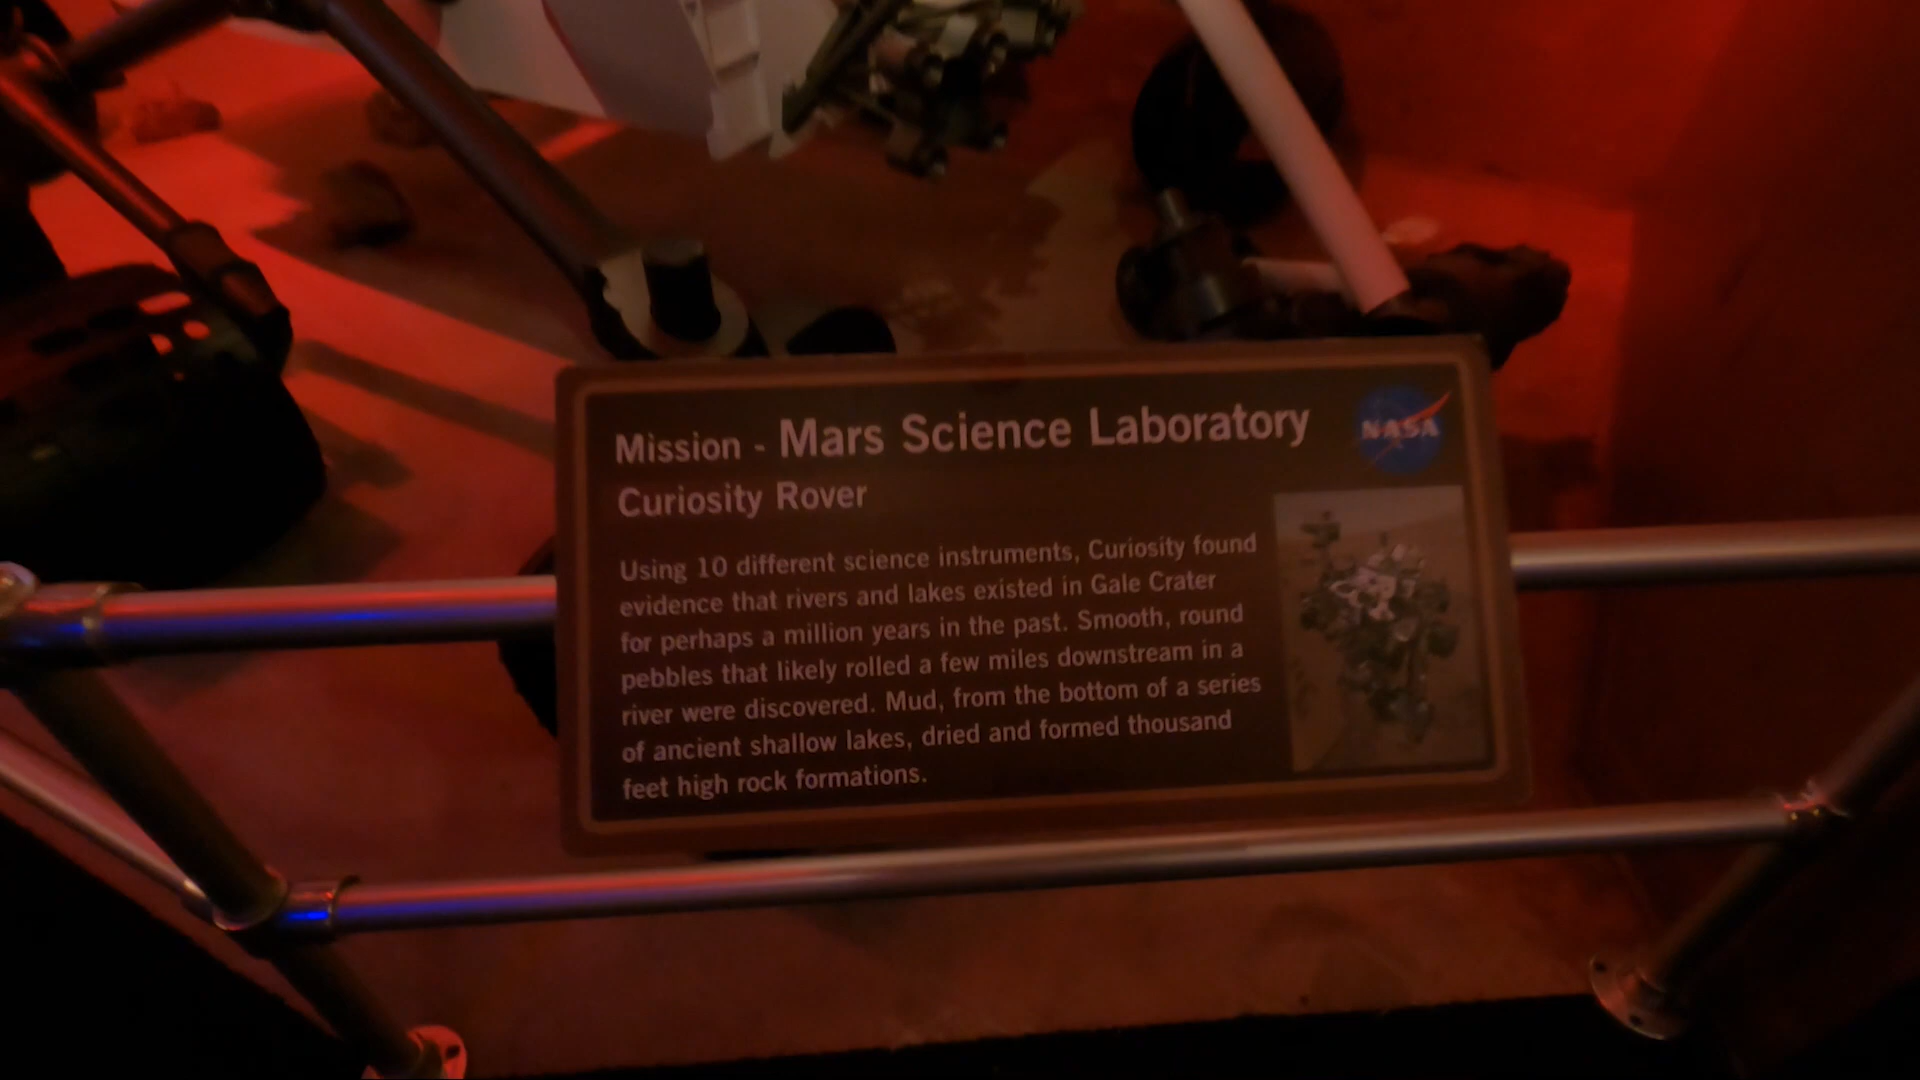 Mission - Mars Science Laboratory
NASA
Curiosity Rover
Using 10 different science instruments, Curiosity found
evidence that rivers and lakes existed in Gale Crater
for perhaps a million years in the past. Smooth, round
pebbles that likely rolled a few miles downstream in a
river were discovered. Mud, from the bottom of a series
of ancient shallow lakes, dried and formed thousand
feet high rock formations.